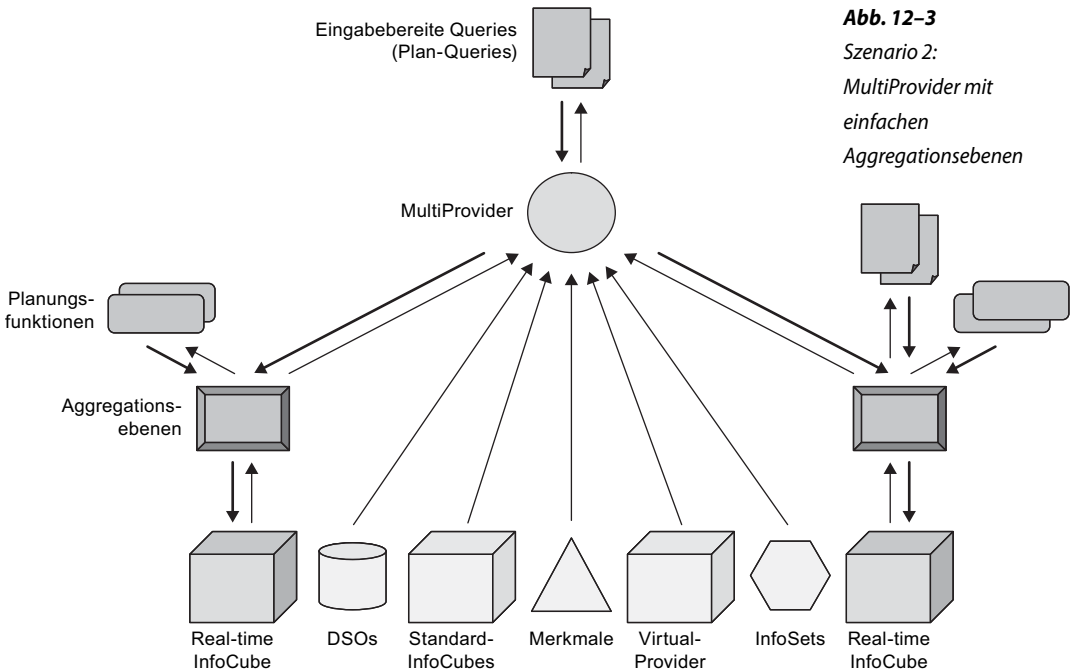 Eingabebereite Queries
(Plan-Queries)
Abb. 12–3
Szenario 2:
MultiProvider mit
einfachen
Aggregationsebenen
MultiProvider
Planungs-
funktionen
Aggregations-
ebenen
Real-time
InfoCube
DSOs
Standard-
InfoCubes
Merkmale
Virtual-
Provider
InfoSets
Real-time
InfoCube